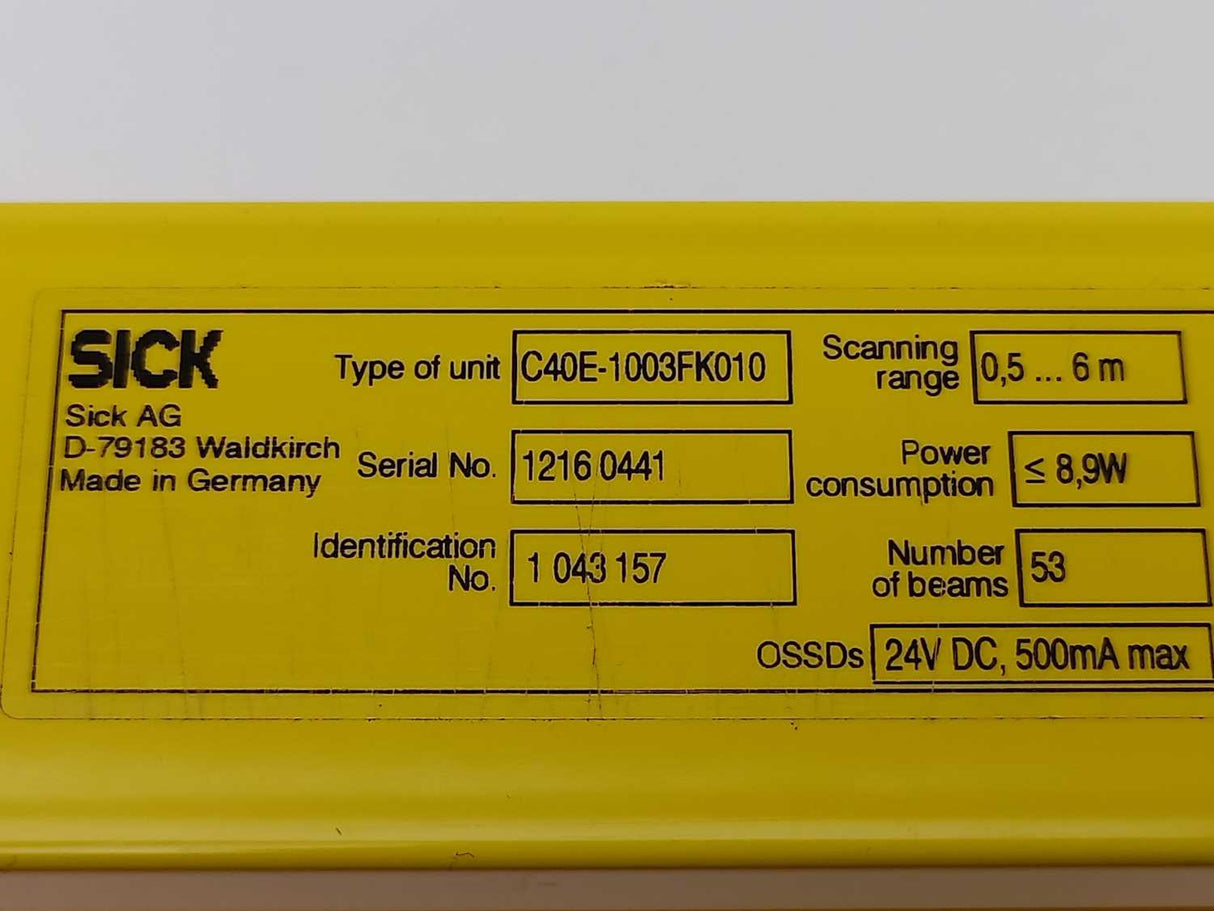 SICK
Sick AG
D-79183 Waldkirch
Made in Germany
Type of unit C40E-1003FK010
Serial No. 1216 0441
Identification
No. 1 043 157
Scanning
range 0,5 ... 6 m
Power
consumption ≤ 8,9W
Number
of beams 53
OSSDs 24V DC, 500mA max